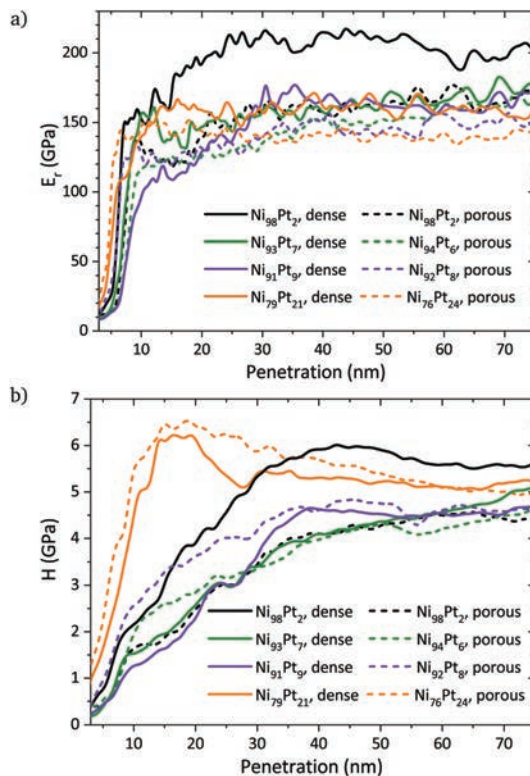 a)
200
150
100
50
0
E_r (GPa)
Ni₉₈Pt₂, dense
Ni₉₈Pt₂, porous
Ni₉₃Pt₇, dense
Ni₉₄Pt₆, porous
Ni₉₁Pt₉, dense
Ni₉₂Pt₈, porous
Ni₇₉Pt₂₁, dense
Ni₇₆Pt₂₄, porous
10 20 30 40 50 60 70
Penetration (nm)
b)
7
6
5
4
3
2
1
0
H (GPa)
Ni₉₈Pt₂, dense
Ni₉₈Pt₂, porous
Ni₉₃Pt₇, dense
Ni₉₄Pt₆, porous
Ni₉₁Pt₉, dense
Ni₉₂Pt₈, porous
Ni₇₉Pt₂₁, dense
Ni₇₆Pt₂₄, porous
10 20 30 40 50 60 70
Penetration (nm)